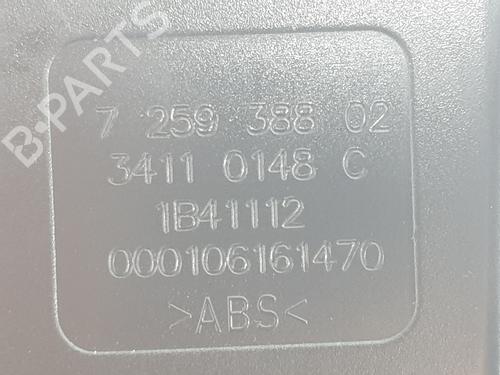 B-PARTS
7 259 388 02
3411 0148 C
1B41112
000106161470
>ABS<